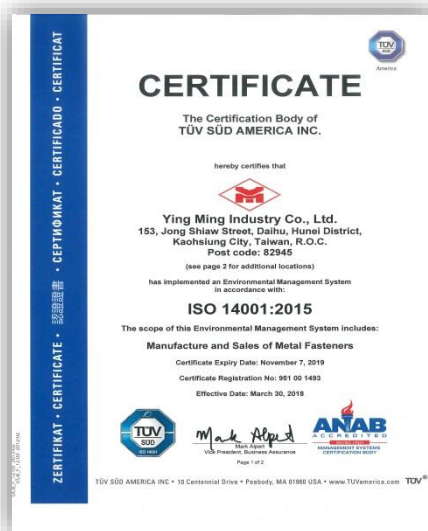 TÜV
SÜD
America
CERTIFICATE
The Certification Body of
TÜV SÜD AMERICA INC.
hereby certifies that
Ying Ming Industry Co., Ltd.
153, Jong Shiaw Street, Daihu, Hunei District,
Kaohsiung City, Taiwan, R.O.C.
Post code: 82945
(see page 2 for additional locations)
has implemented an Environmental Management System
in accordance with:
ISO 14001:2015
The scope of this Environmental Management System includes:
Manufacture and Sales of Metal Fasteners
Certificate Expiry Date: November 7, 2019
Certificate Registration No: 951 00 1493
Effective Date: March 30, 2018
TÜV
SÜD
ISO 14001
Mark Alpert
Mark Alpert
Vice President, Business Assurance
Page 1 of 2
ANAB
ACCREDITED
MANAGEMENT SYSTEMS
CERTIFICATION BODY
TÜV SÜD AMERICA INC • 10 Centennial Drive • Peabody, MA 01960 USA • www.TUVamerica.com TÜV®
ZERTIFIKAT • CERTIFICATE • 認證證書 • СЕРТИФИКАТ • CERTIFICADO • CERTIFICAT